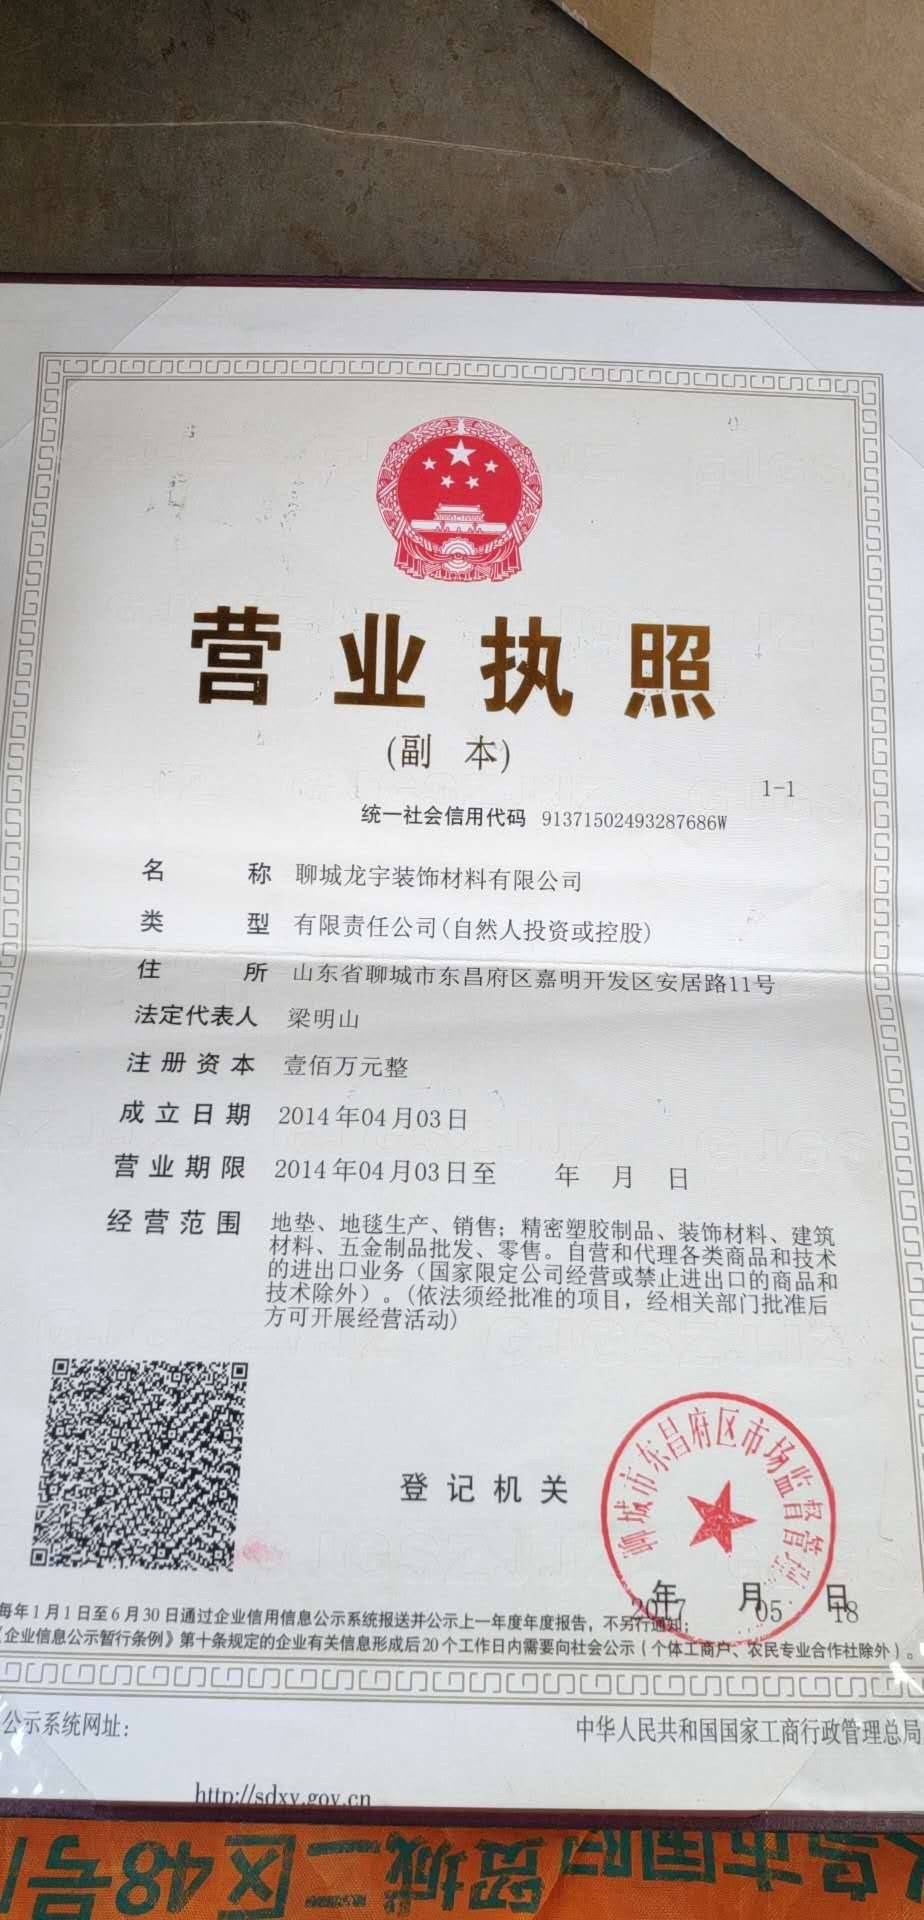 营业执照
(副 本)
1-1
统一社会信用代码 91371502493287686W
名 称 聊城龙宇装饰材料有限公司
类 型 有限责任公司(自然人投资或控股)
住 所 山东省聊城市东昌府区嘉明开发区安居路11号
法定代表人 梁明山
注册资本 壹佰万元整
成立日期 2014年04月03日
营业期限 2014年04月03日至 年 月 日
经营范围 地垫、地毯生产、销售；精密塑胶制品、装饰材料、建筑
材料、五金制品批发、零售。自营和代理各类商品和技术
的进出口业务（国家限定公司经营或禁止进出口的商品和
技术除外）。(依法须经批准的项目，经相关部门批准后
方可开展经营活动)
登记机关
聊城市东昌府区市场监督管理
2017年 05月 18日
每年1月1日至6月30日通过企业信用信息公示系统报送并公示上一年度年度报告，不另行通知；
《企业信息公示暂行条例》第十条规定的企业有关信息形成后20个工作日内需要向社会公示（个体工商户、农民专业合作社除外）。
公示系统网址：
中华人民共和国国家工商行政管理总局
http://sdxy.gov.cn
市国际贸城一区48号